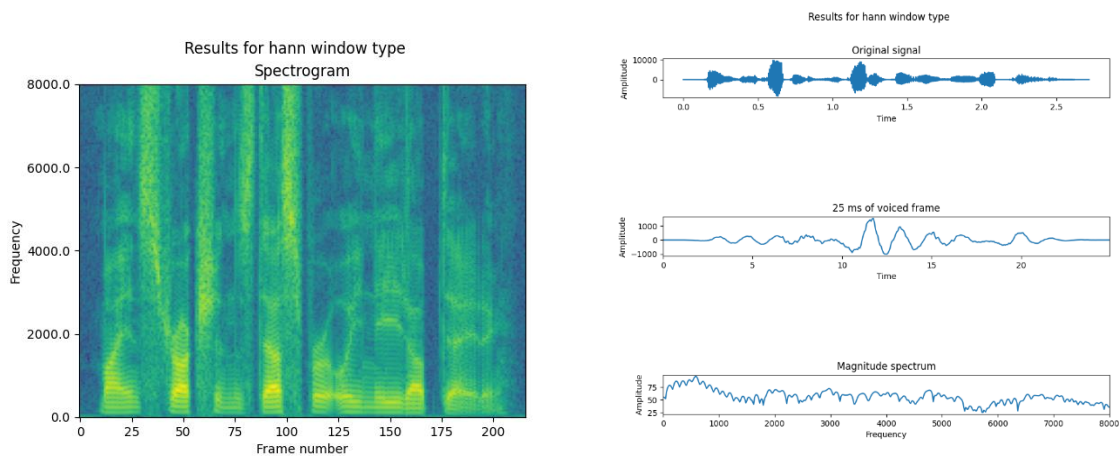 Results for hann window type
Spectrogram
8000.0
6000.0
4000.0
2000.0
0.0
Frequency
0 25 50 75 100 125 150 175 200
Frame number
Results for hann window type
Original signal
10000
0
Amplitude
0.0 0.5 1.0 1.5 2.0 2.5
Time
25 ms of voiced frame
1000
0
−1000
Amplitude
0 5 10 15 20
Time
Magnitude spectrum
75
50
25
Amplitude
0 1000 2000 3000 4000 5000 6000 7000 8000
Frequency